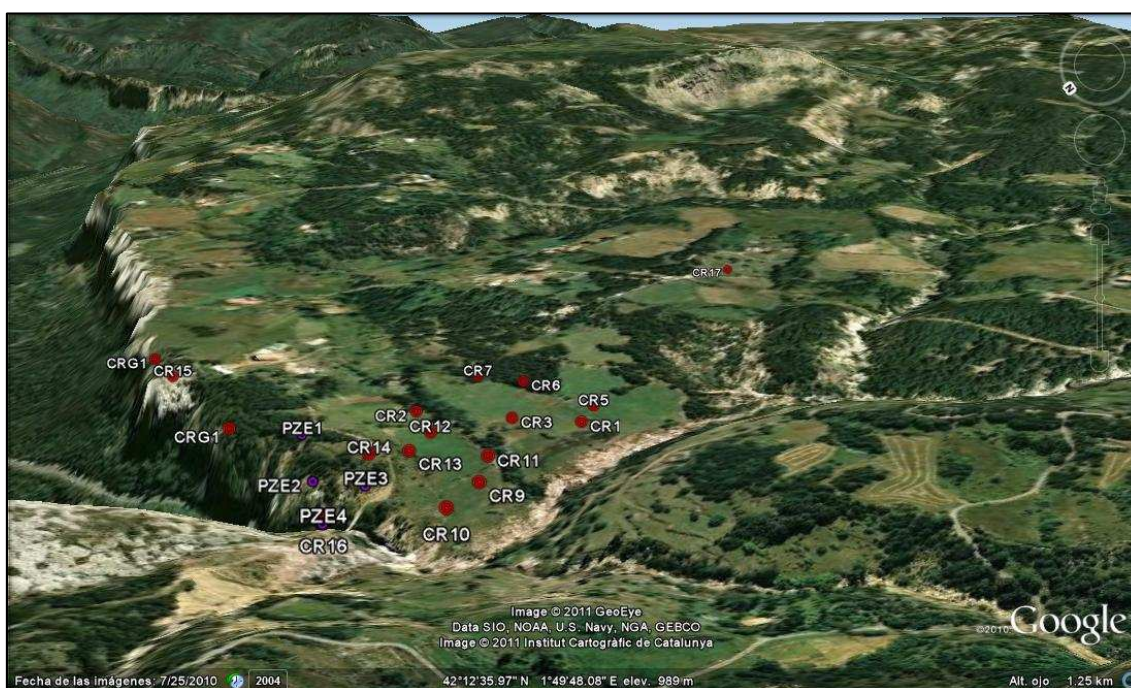 N
CR17
CRG1
CR15
CR7
CR6
CR5
CR2
CR3
CR1
CR12
CRG1
PZE1
CR14
CR13
CR11
PZE2
PZE3
CR9
CR10
PZE4
CR16
Image © 2011 GeoEye
Data SIO, NOAA, U.S. Navy, NGA, GEBCO
Image © 2011 Institut Cartogràfic de Catalunya
©2010 Google
Fecha de las imágenes: 7/25/2010 2004 42°12'35.97" N 1°49'48.08" E elev. 989 m Alt. ojo 1.25 km